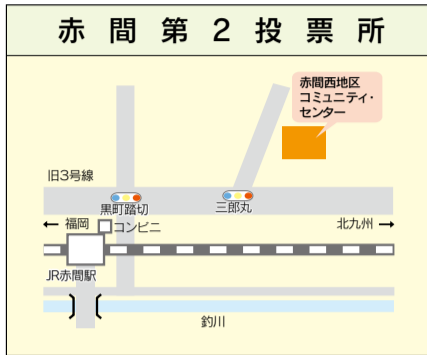 赤間第2投票所
赤間西地区
コミュニティ・
センター
旧3号線
黒町踏切
三郎丸
← 福岡
コンビニ
北九州 →
JR赤間駅
釣川